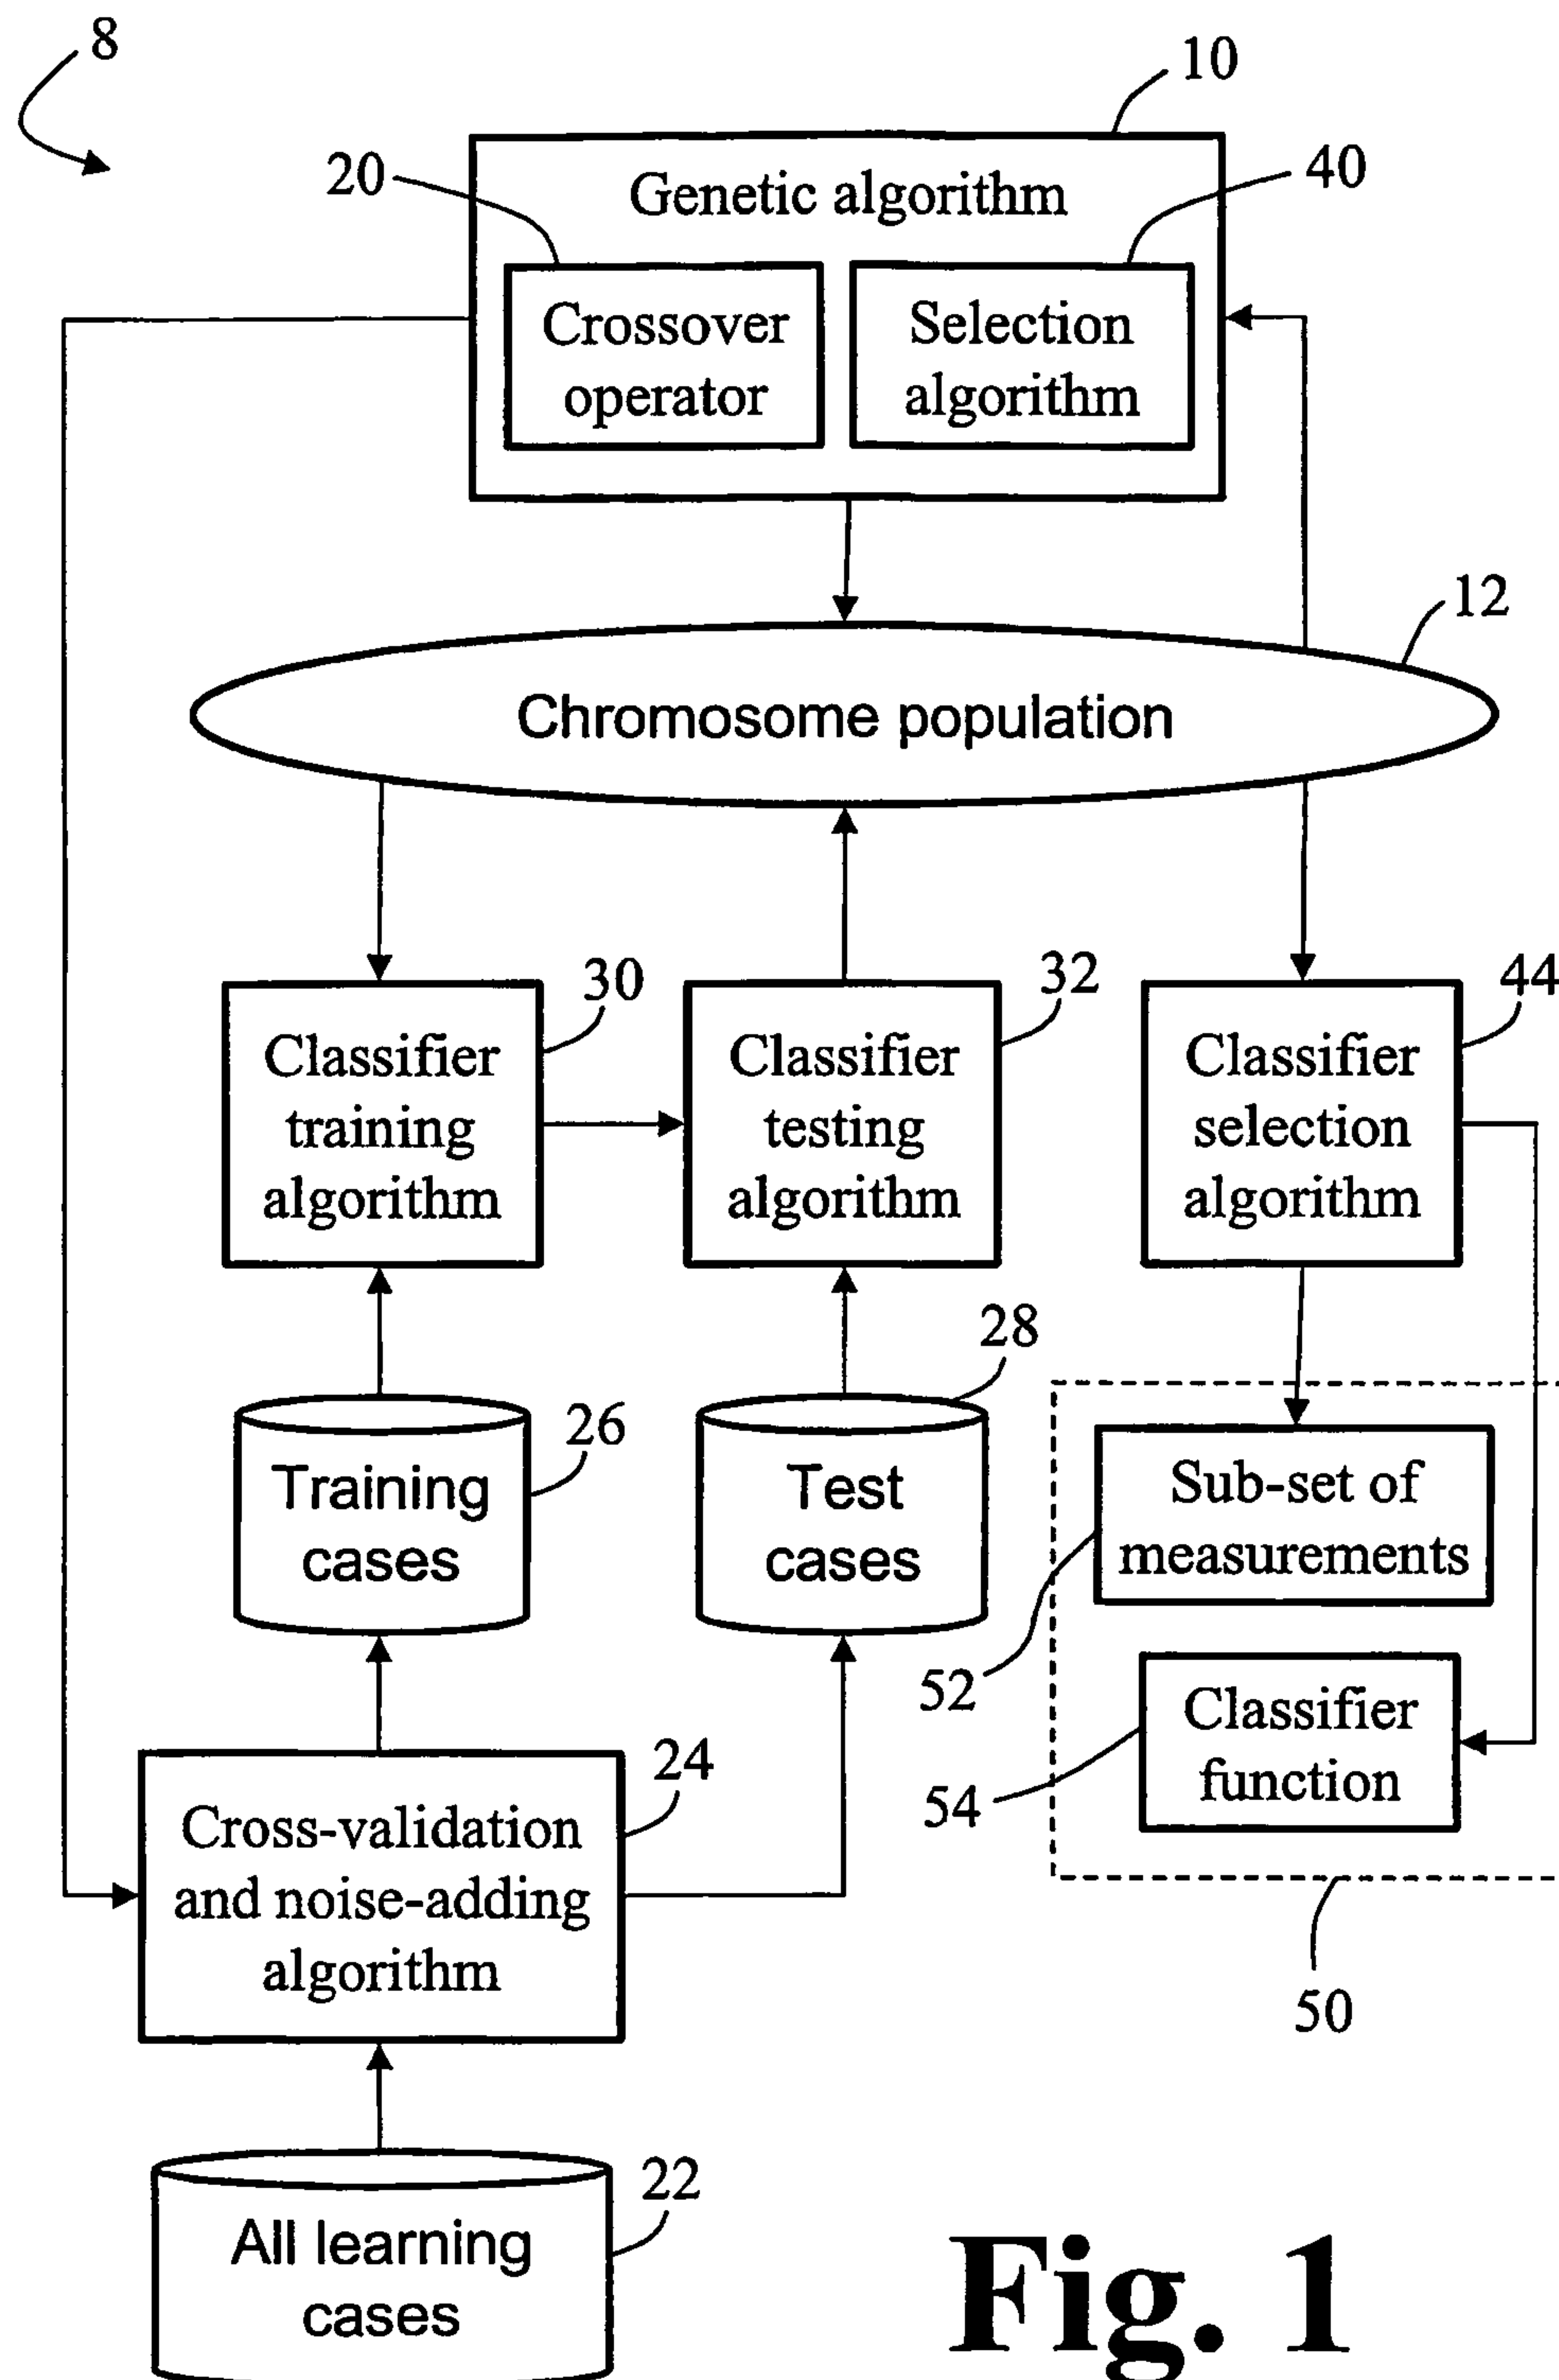 8
10
20
40
Genetic algorithm
Crossover
operator
Selection
algorithm
12
Chromosome population
30
32
44
Classifier
training
algorithm
Classifier
testing
algorithm
Classifier
selection
algorithm
28
26
Training
cases
Test
cases
Sub-set of
measurements
52
Classifier
function
54
24
Cross-validation
and noise-adding
algorithm
50
22
All learning
cases
Fig. 1